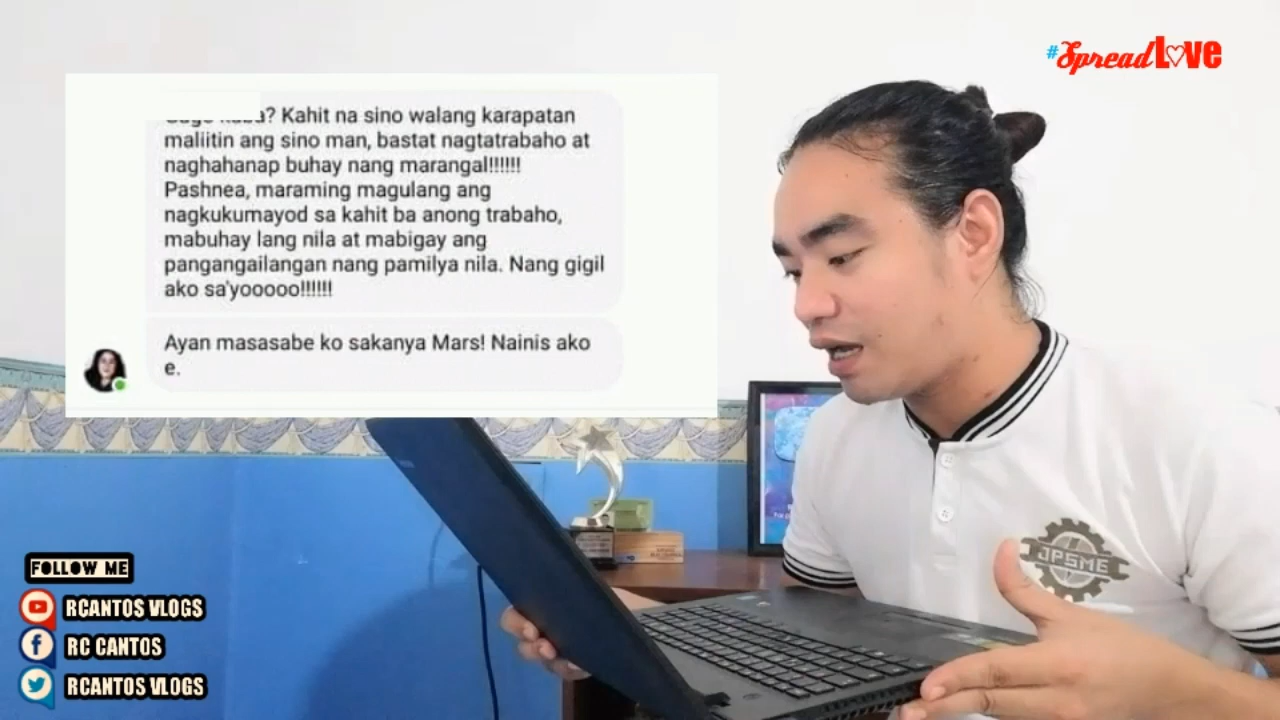 #SpreadLOVE
? Kahit na sino walang karapatan
maliitin ang sino man, bastat nagtatrabaho at
naghahanap buhay nang marangal!!!!!!
Pashnea, maraming magulang ang
nagkukumayod sa kahit ba anong trabaho,
mabuhay lang nila at mabigay ang
pangangailangan nang pamilya nila. Nang gigil
ako sa'yooooo!!!!!!
Ayan masasabe ko sakanya Mars! Nainis ako
e.
JPSME
FOLLOW ME
RCANTOS VLOGS
RC CANTOS
RCANTOS VLOGS